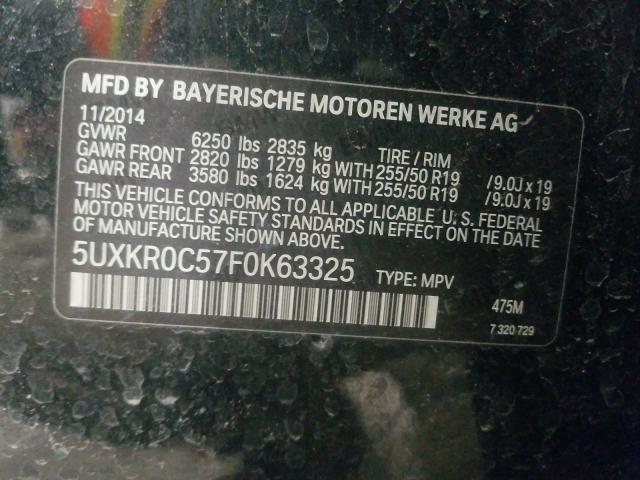 MFD BY BAYERISCHE MOTOREN WERKE AG
11/2014
GVWR 6250 lbs 2835 kg TIRE / RIM
GAWR FRONT 2820 lbs 1279 kg WITH 255/50 R19 /9.0J x 19
GAWR REAR 3580 lbs 1624 kg WITH 255/50 R19 /9.0J x 19
THIS VEHICLE CONFORMS TO ALL APPLICABLE U.S. FEDERAL
MOTOR VEHICLE SAFETY STANDARDS IN EFFECT ON THE DATE
OF MANUFACTURE SHOWN ABOVE.
5UXKR0C57F0K63325 TYPE: MPV
475M
7 320 729